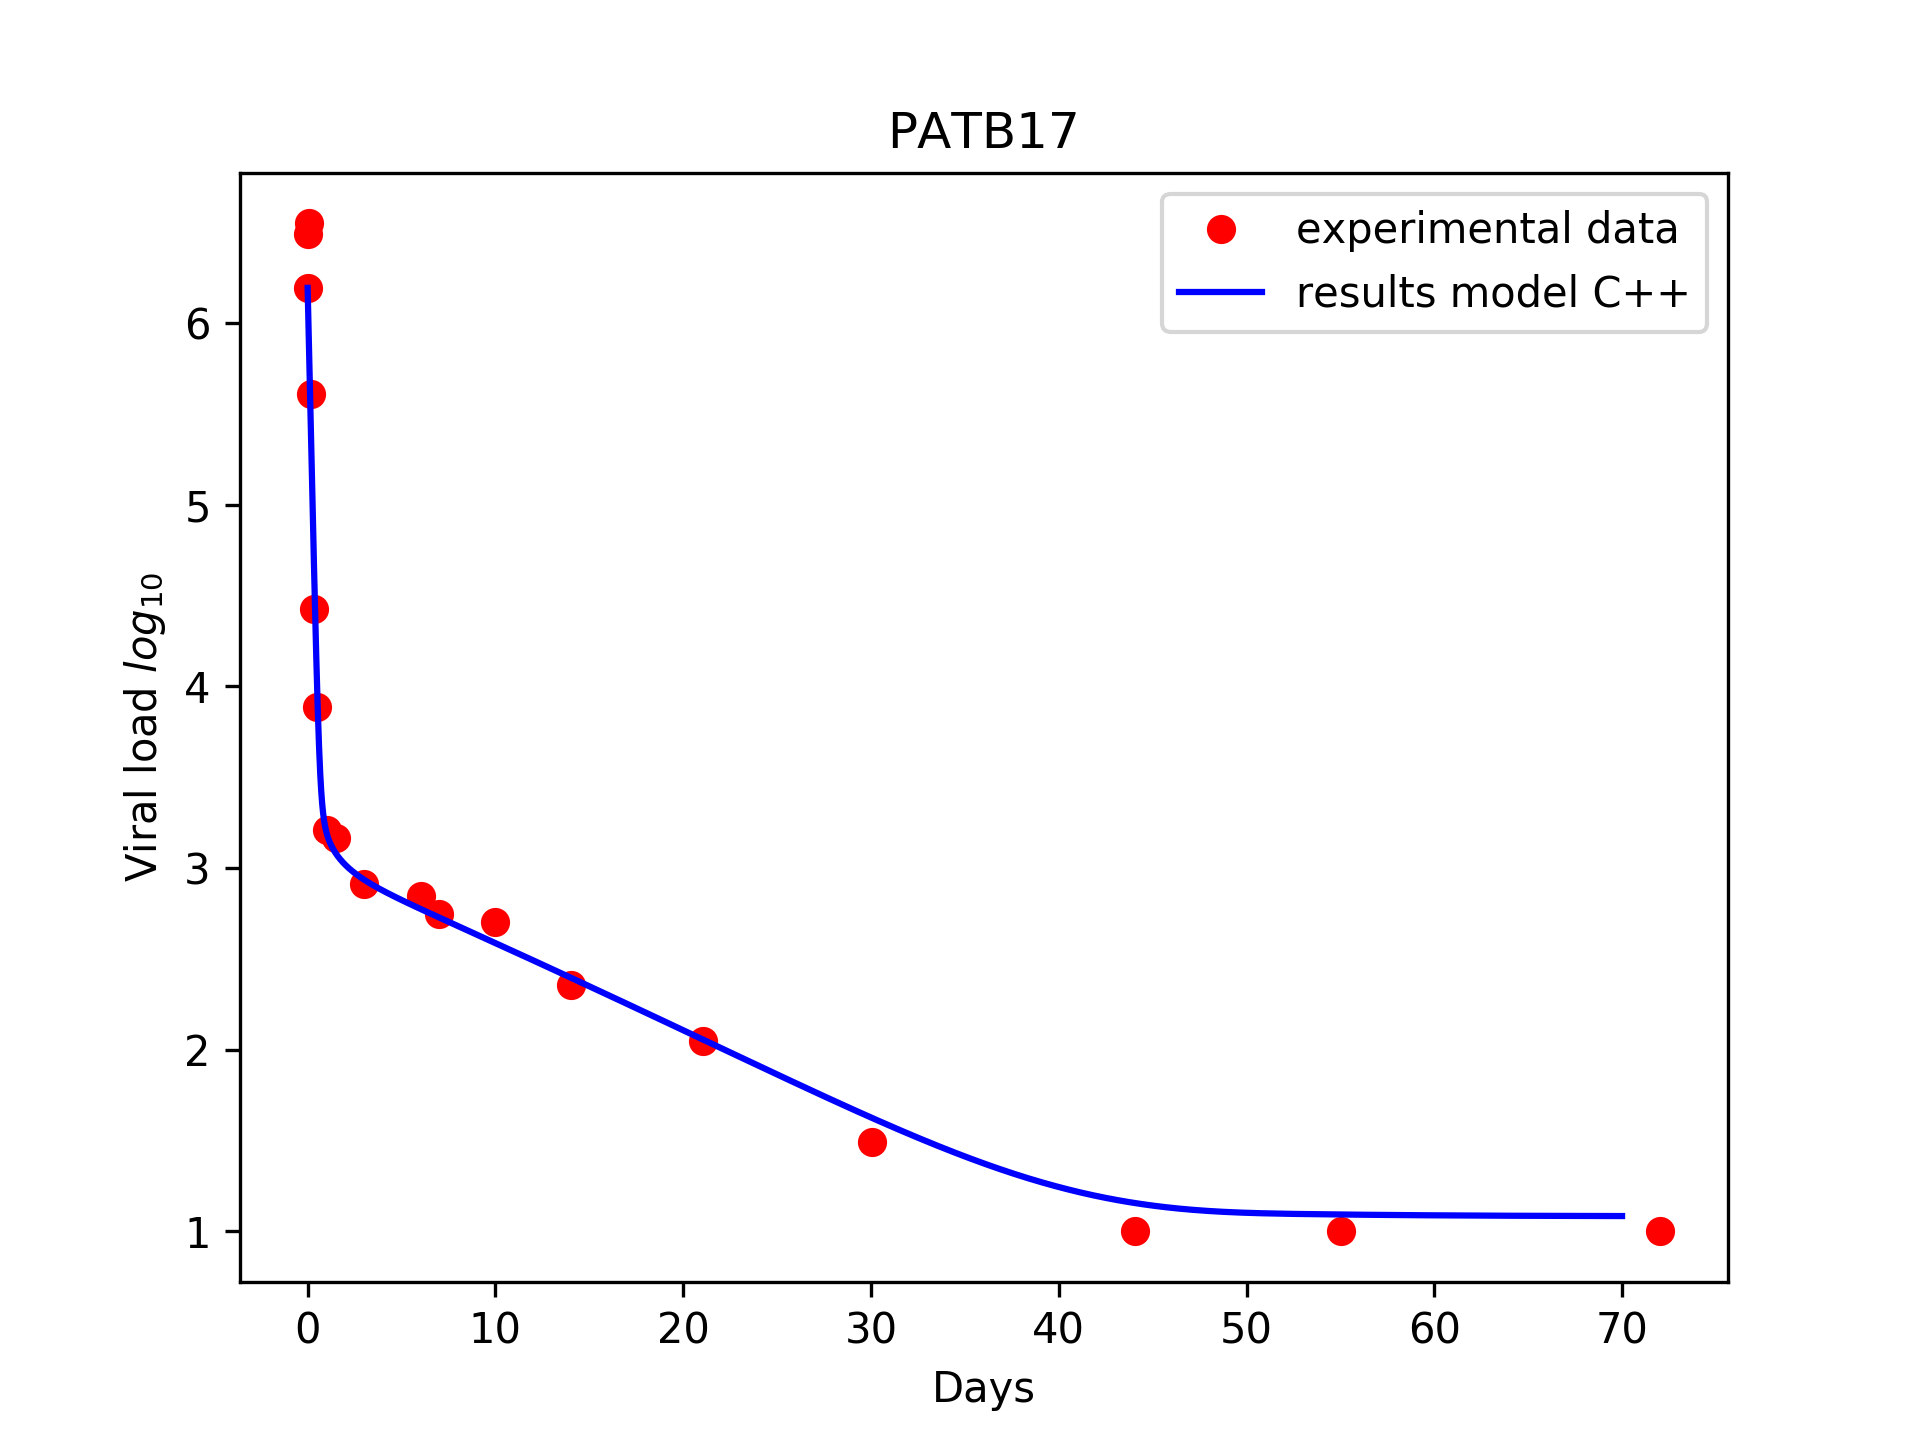 PATB17
experimental data
results model C++
Viral load log₁₀
6
5
4
3
2
1
0 10 20 30 40 50 60 70
Days